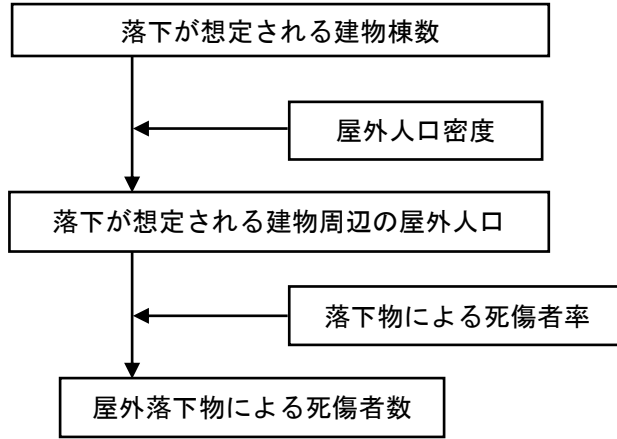 落下が想定される建物棟数
屋外人口密度
落下が想定される建物周辺の屋外人口
落下物による死傷者率
屋外落下物による死傷者数